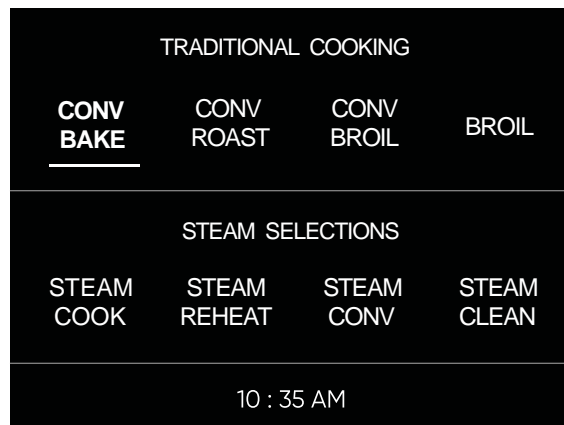 TRADITIONAL COOKING
CONV BAKE
CONV ROAST
CONV BROIL
BROIL
STEAM SELECTIONS
STEAM COOK
STEAM REHEAT
STEAM CONV
STEAM CLEAN
10 : 35 AM